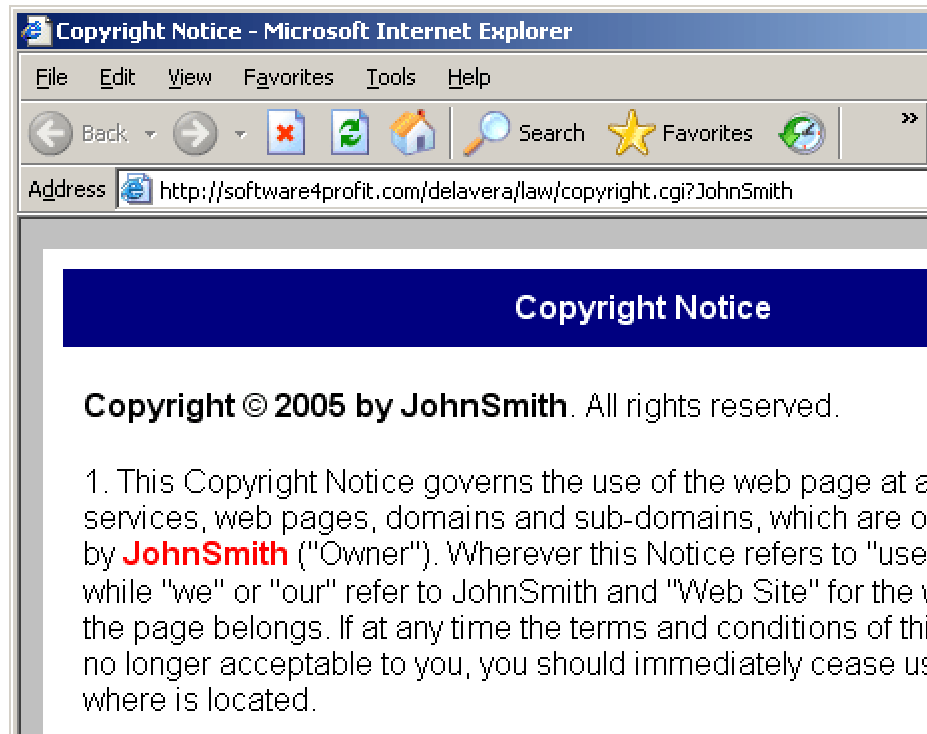 Copyright Notice - Microsoft Internet Explorer
File Edit View Favorites Tools Help
Back Search Favorites »
Address http://software4profit.com/delavera/law/copyright.cgi?JohnSmith
Copyright Notice
Copyright © 2005 by JohnSmith. All rights reserved.
1. This Copyright Notice governs the use of the web page at
services, web pages, domains and sub-domains, which are
by JohnSmith ("Owner"). Wherever this Notice refers to "use
while "we" or "our" refer to JohnSmith and "Web Site" for the
the page belongs. If at any time the terms and conditions of thi
no longer acceptable to you, you should immediately cease us
where is located.